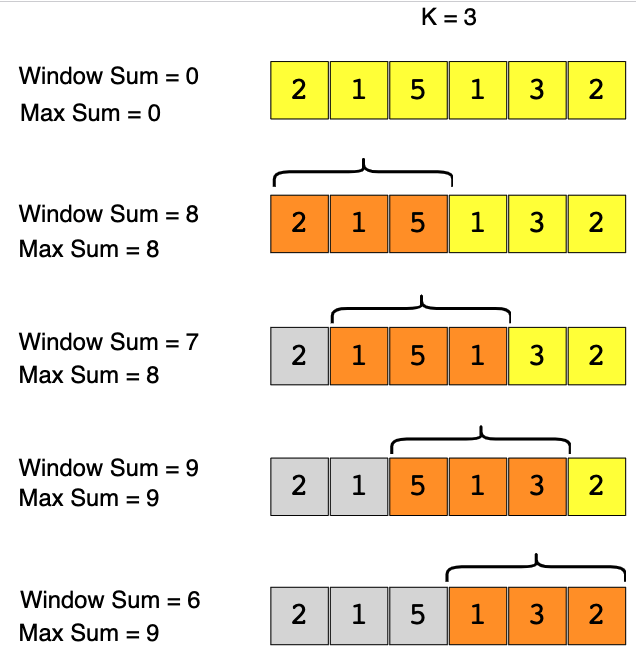 K = 3
Window Sum = 0
Max Sum = 0
2 1 5 1 3 2
Window Sum = 8
Max Sum = 8
2 1 5 1 3 2
Window Sum = 7
Max Sum = 8
2 1 5 1 3 2
Window Sum = 9
Max Sum = 9
2 1 5 1 3 2
Window Sum = 6
Max Sum = 9
2 1 5 1 3 2